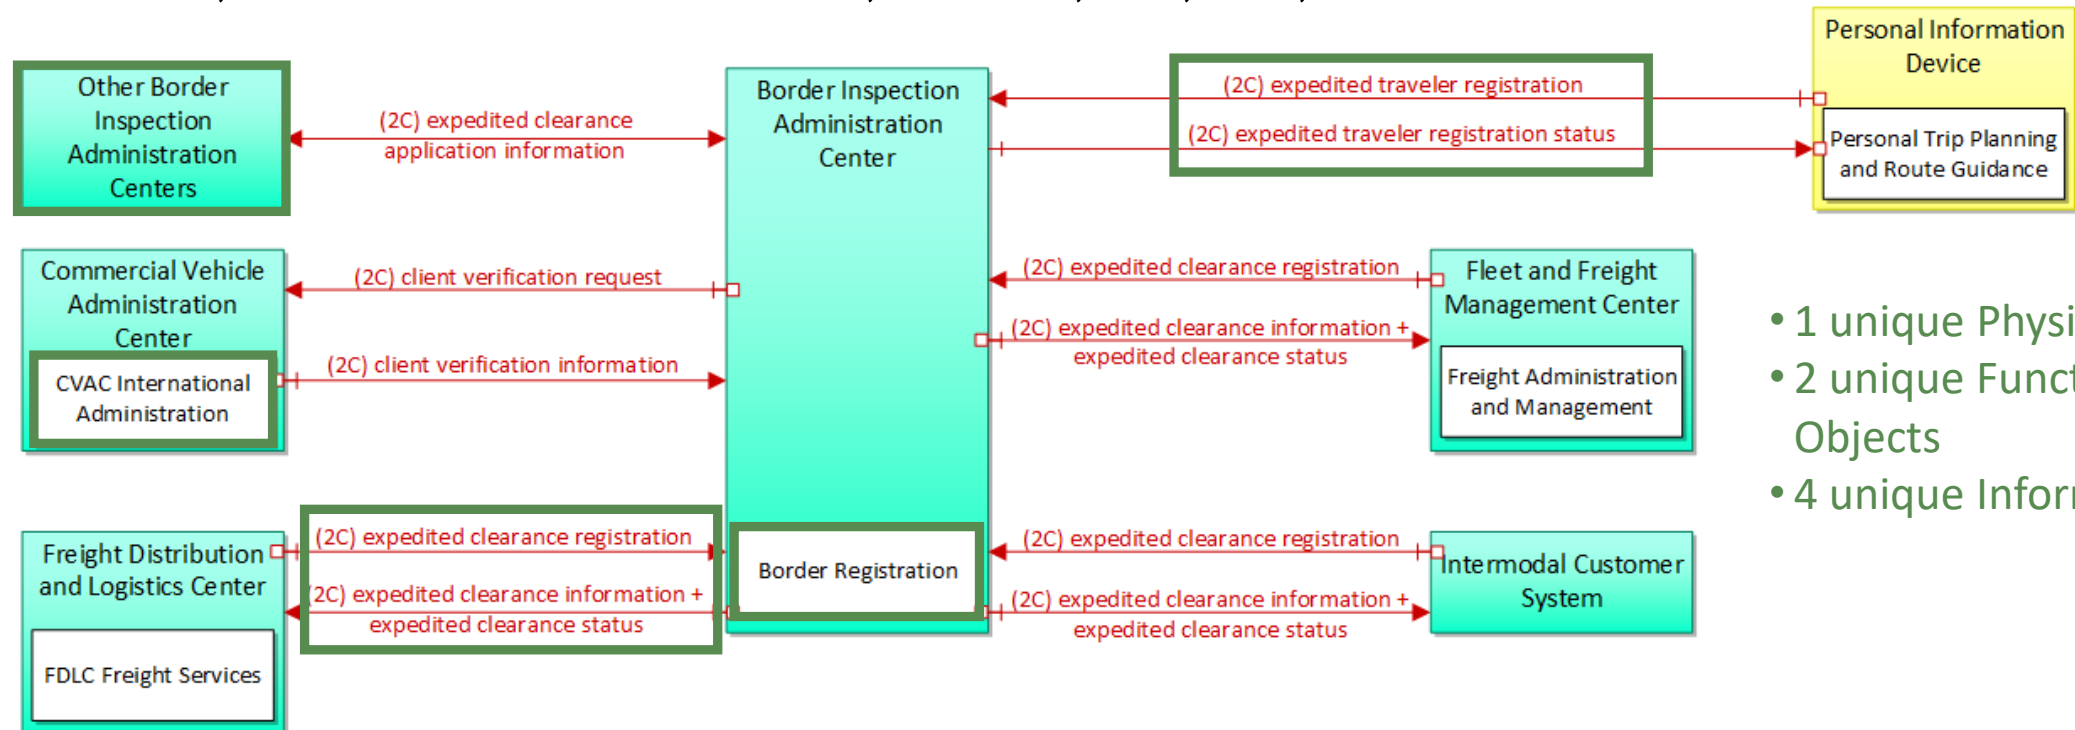 Other Border
Inspection
Administration
Centers
(2C) expedited clearance
application information
Border Inspection
Administration
Center
(2C) expedited traveler registration
(2C) expedited traveler registration status
Personal Information
Device
Personal Trip Planning
and Route Guidance
Commercial Vehicle
Administration
Center
CVAC International
Administration
(2C) client verification request
(2C) client verification information
(2C) expedited clearance registration
(2C) expedited clearance information +
expedited clearance status
Fleet and Freight
Management Center
Freight Administration
and Management
• 1 unique Physi
• 2 unique Funct
Objects
• 4 unique Infor
Freight Distribution
and Logistics Center
FDLC Freight Services
(2C) expedited clearance registration
(2C) expedited clearance information +
expedited clearance status
Border Registration
(2C) expedited clearance registration
(2C) expedited clearance information +
expedited clearance status
Intermodal Customer
System